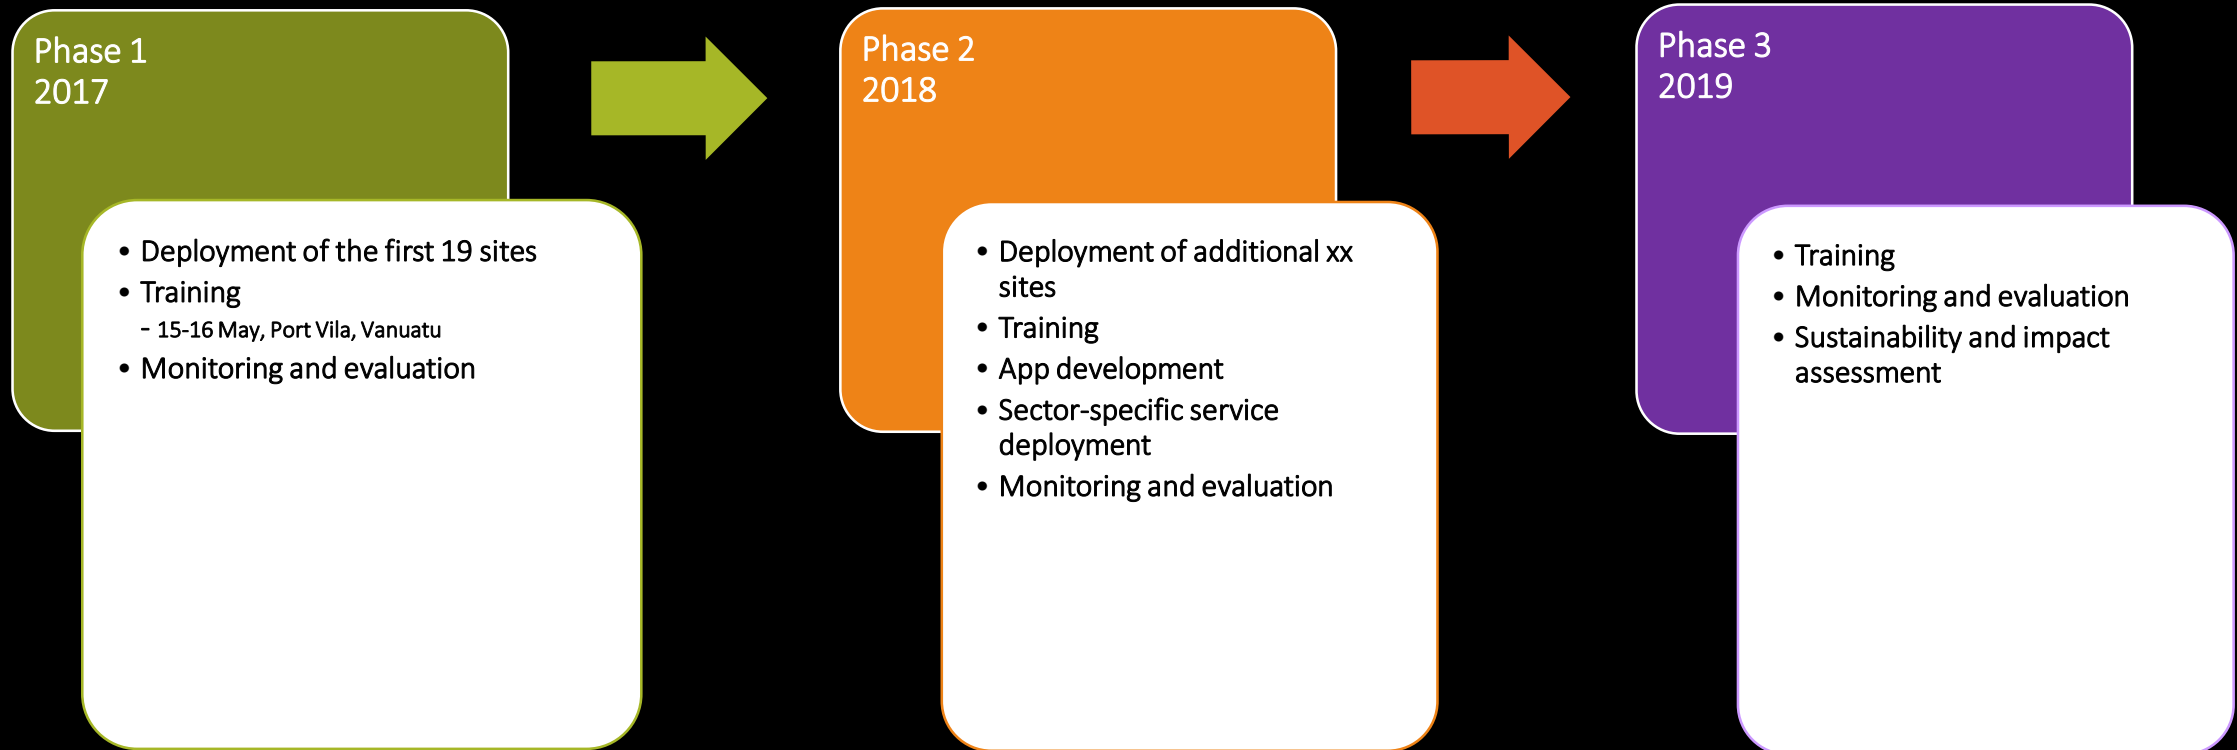 Phase 1
2017
• Deployment of the first 19 sites
• Training
- 15-16 May, Port Vila, Vanuatu
• Monitoring and evaluation
Phase 2
2018
• Deployment of additional xx
sites
• Training
• App development
• Sector-specific service
deployment
• Monitoring and evaluation
Phase 3
2019
• Training
• Monitoring and evaluation
• Sustainability and impact
assessment